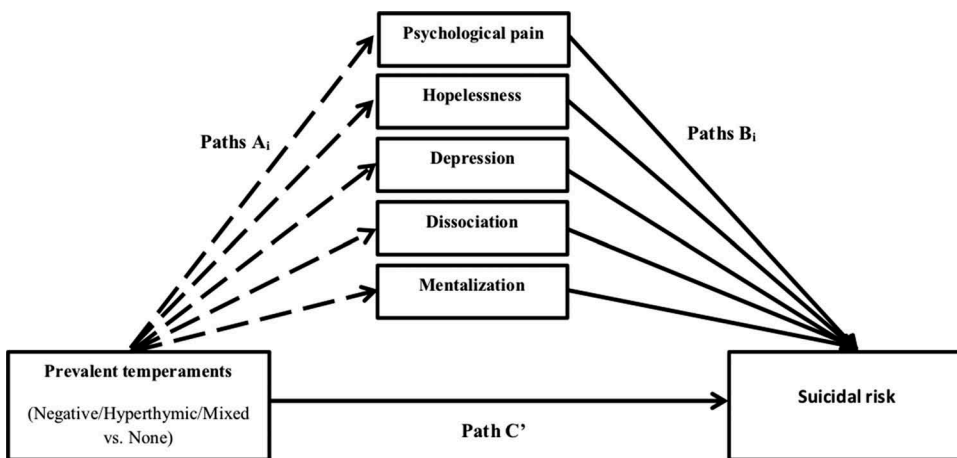 Psychological pain
Hopelessness
Paths Aᵢ
Paths Bᵢ
Depression
Dissociation
Mentalization
Prevalent temperaments
(Negative/Hyperthymic/Mixed
vs. None)
Suicidal risk
Path C’